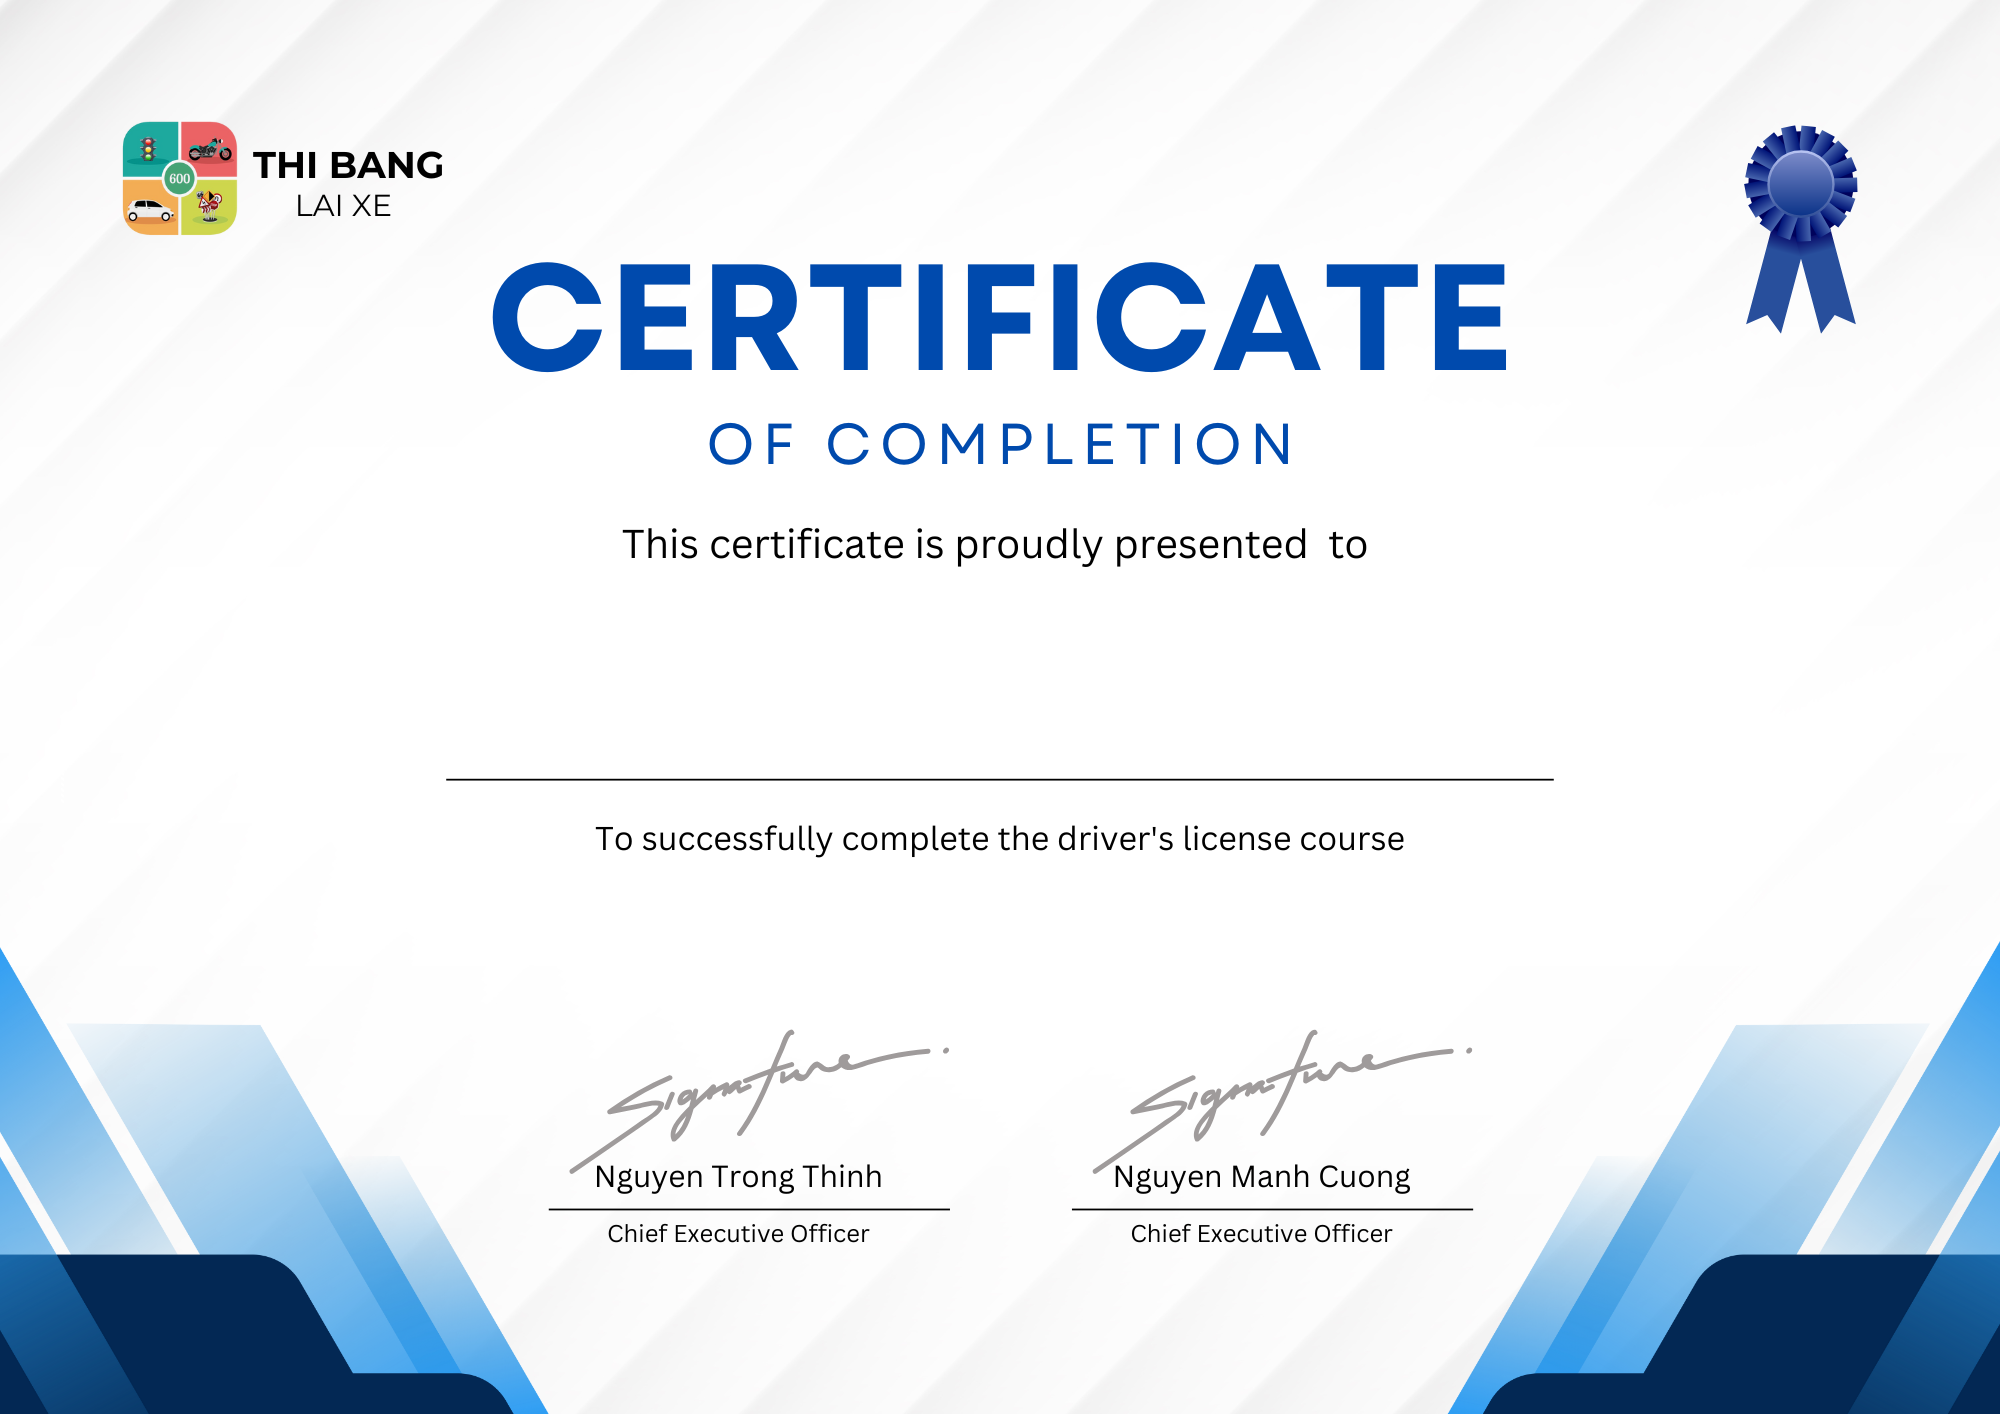 600
THI BANG
LAI XE
CERTIFICATE
OF COMPLETION
This certificate is proudly presented  to
To successfully complete the driver's license course
Signature
Nguyen Trong Thinh
Chief Executive Officer
Signature
Nguyen Manh Cuong
Chief Executive Officer